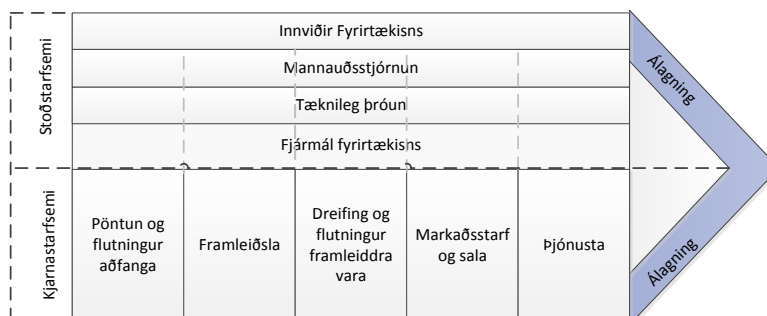 Stoðstarfsemi
Innviðir Fyrirtækisns
Mannauðsstjórnun
Tæknileg þróun
Fjármál fyrirtækisns
Álagning
Kjarnastarfsemi
Pöntun og
flutningur
aðfanga
Framleiðsla
Dreifing og
flutningur
framleiddra
vara
Markaðsstarf
og sala
Þjónusta
Álagning